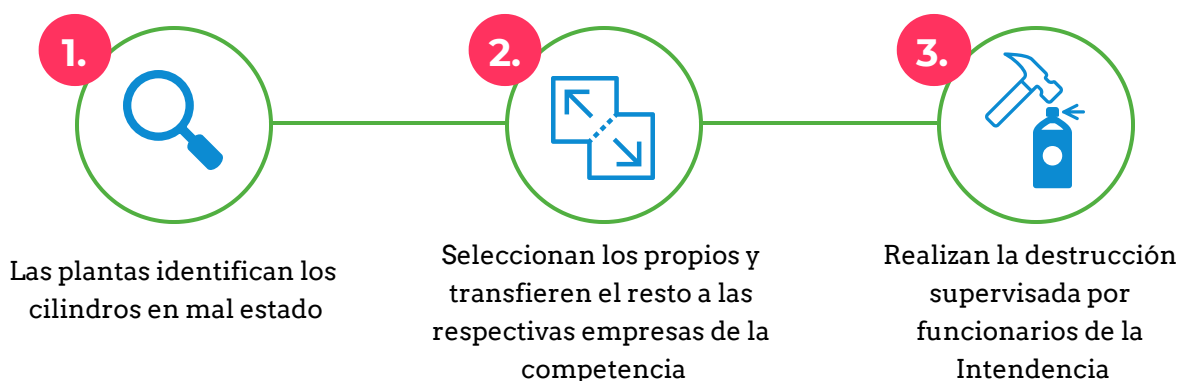 1.
Las plantas identifican los
cilindros en mal estado
2.
Seleccionan los propios y
transfieren el resto a las
respectivas empresas de la
competencia
3.
Realizan la destrucción
supervisada por
funcionarios de la
Intendencia